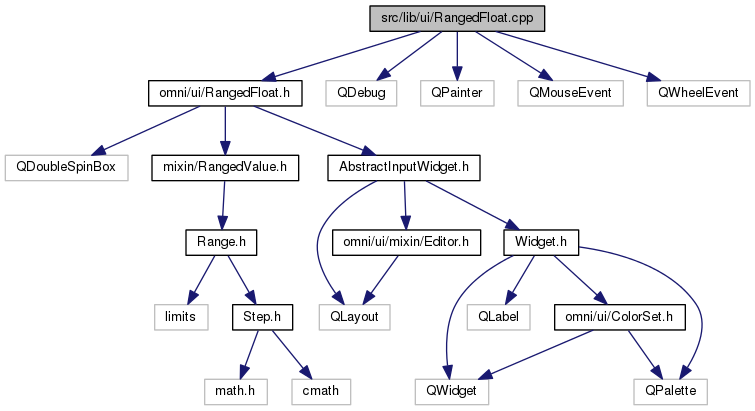 src/lib/ui/RangedFloat.cpp
omni/ui/RangedFloat.h
QDebug
QPainter
QMouseEvent
QWheelEvent
QDoubleSpinBox
mixin/RangedValue.h
AbstractInputWidget.h
Range.h
omni/ui/mixin/Editor.h
Widget.h
limits
Step.h
QLayout
QLabel
omni/ui/ColorSet.h
math.h
cmath
QWidget
QPalette